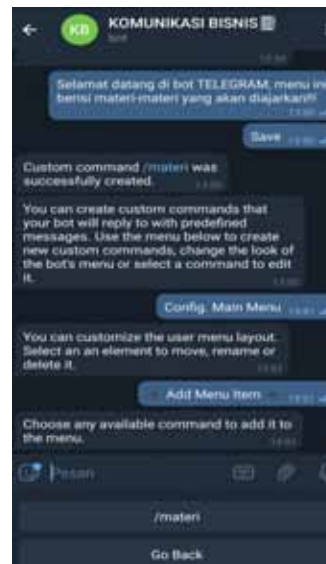 KB KOMUNIKASI BISNIS
bot
Selamat datang di bot TELEGRAM, menu ini
berisi materi-materi yang akan diajarkan!!!
Save
Custom command /materi was
successfully created.
You can create custom commands that
your bot will reply to with predefined
messages. Use the menu below to create
new custom commands, change the look of
the bot's menu or select a command to edit
it.
Config. Main Menu
You can customize the user menu layout.
Select an an element to move, rename or
delete it.
Add Menu Item
Choose any available command to add it to
the menu.
Pesan
/materi
Go Back